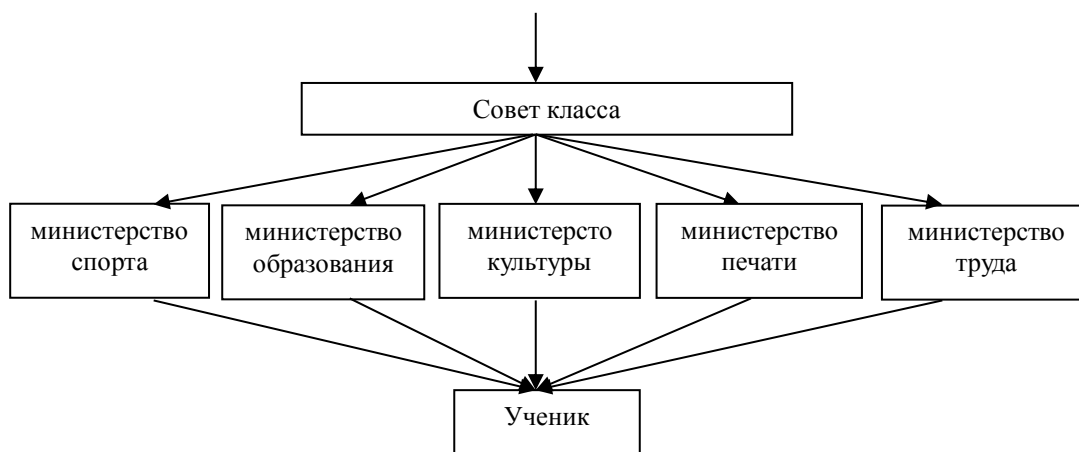 Совет класса
министерство
спорта
министерство
образования
министерсто
культуры
министерство
печати
министерство
труда
Ученик